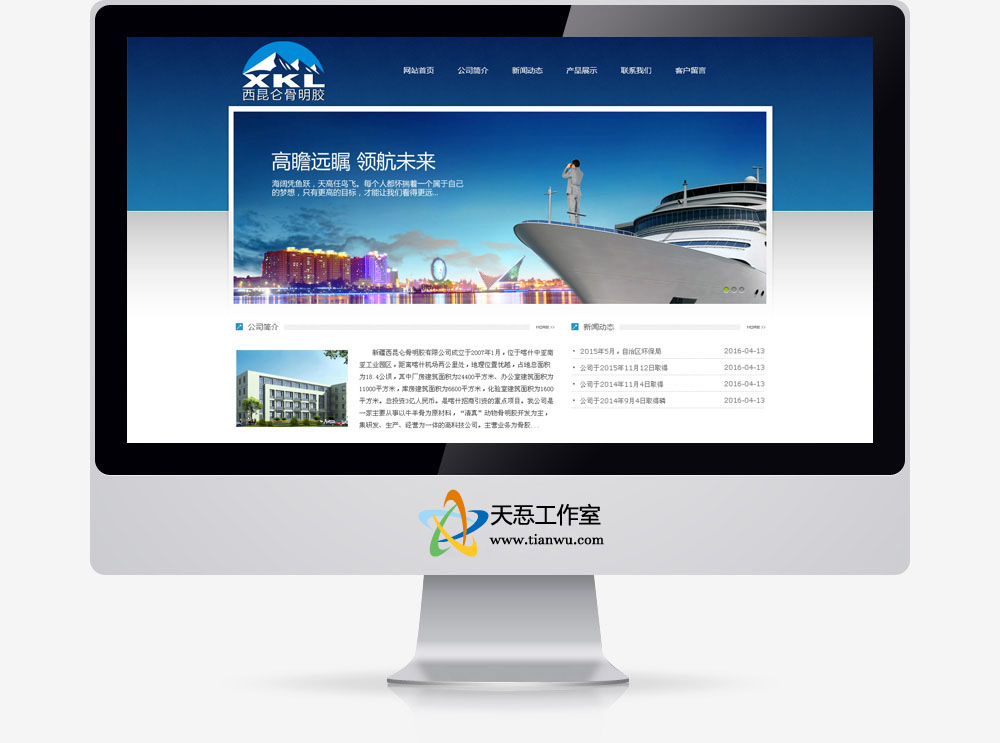 XKL
西昆仑骨明胶
网站首页 公司简介 新闻动态 产品展示 联系我们 客户留言
高瞻远瞩 领航未来
海阔凭鱼跃，天高任鸟飞。每个人都怀揣着一个属于自己
的梦想，只有更高的目标，才能让我们看得更远...
公司简介 HOME >>
新疆西昆仑骨明胶有限公司成立于2007年1月，位于喀什中亚南
亚工业园区，距离喀什机场两公里处，地理位置优越，占地总面积
为18.4公顷，其中厂房建筑面积为24400平方米、办公室建筑面积为
11000平方米，库房建筑面积为6600平方米，化验室建筑面积为1600
平方米。总投资3亿人民币。是喀什招商引资的重点项目。我公司是
一家主要从事以牛羊骨为原材料，“清真”动物骨明胶开发为主，
集研发、生产、经营为一体的高科技公司。主营业务为骨胶...
新闻动态 HOME >>
• 2015年5月，自治区环保局 2016-04-13
• 公司于2015年11月12日取得 2016-04-13
• 公司于2014年11月4日取得 2016-04-13
• 公司于2014年9月4日取得骑 2016-04-13
天忢工作室
www.tianwu.com